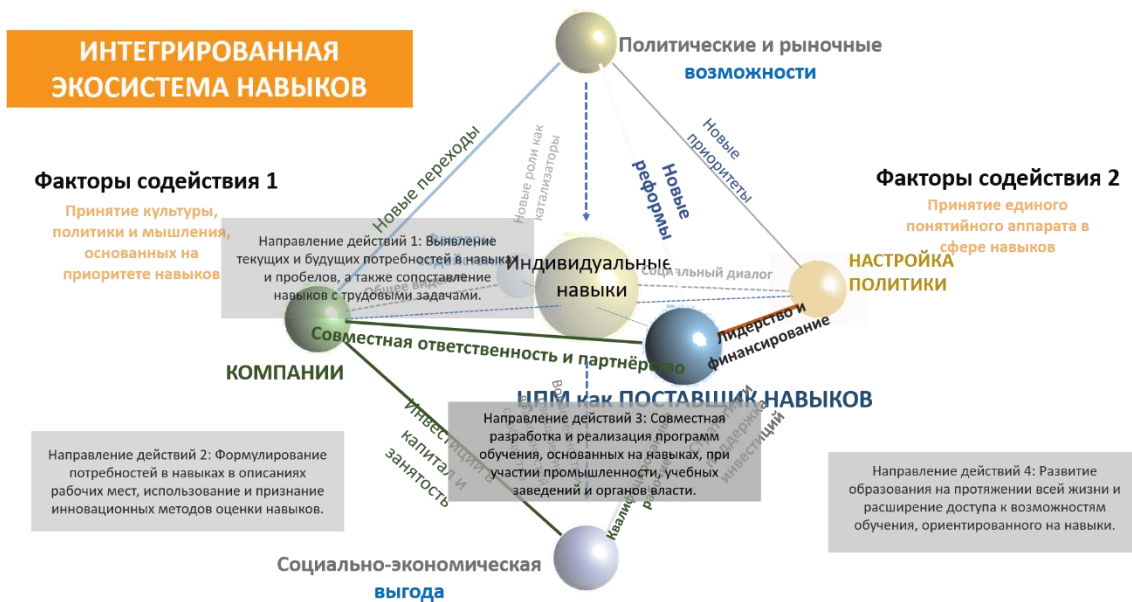 ИНТЕГРИРОВАННАЯ
ЭКОСИСТЕМА НАВЫКОВ
Политические и рыночные
возможности
Новые переходы
Новые роли как
катализаторы
Новые
реформы
Новые
приоритеты
Факторы содействия 1
Принятие культуры,
политики и мышления,
основанных на
приоритете навыков
Факторы содействия 2
Принятие единого
понятийного аппарата в
сфере навыков
Направление действий 1: Выявление
текущих и будущих потребностей в навыках
и пробелов, а также сопоставление
навыков с трудовыми задачами.
Общее
Индивидуальные
навыки
Социальный диалог
НАСТРОЙКА
ПОЛИТИКИ
Лидерство и
финансирование
Совместная ответственность и партнёрство
КОМПАНИИ
ЦПМ как ПОСТАВЩИК НАВЫКОВ
Инвестиции в
капитал и
занятость
Направление действий 2: Формулирование
потребностей в навыках в описаниях
рабочих мест, использование и признание
инновационных методов оценки навыков.
Направление действий 3: Совместная
разработка и реализация программ
обучения, основанных на навыках, при
участии промышленности, учебных
заведений и органов власти.
инвестиций
Направление действий 4: Развитие
образования на протяжении всей жизни и
расширение доступа к возможностям
обучения, ориентированного на навыки.
Социально-экономическая
выгода